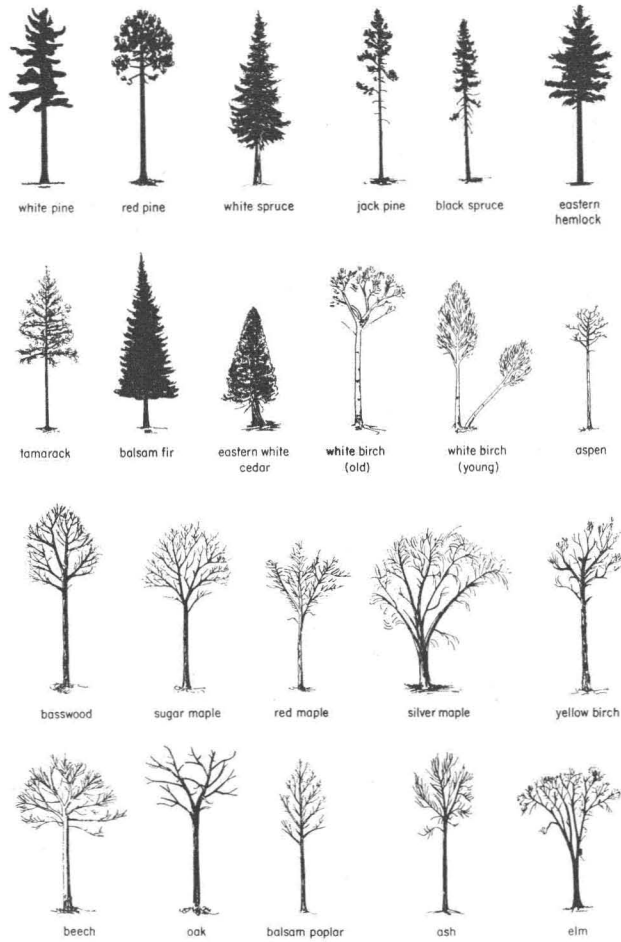 white pine
red pine
white spruce
jack pine
black spruce
eastern
hemlock
tamarack
balsam fir
eastern white
cedar
white birch
(old)
white birch
(young)
aspen
basswood
sugar maple
red maple
silver maple
yellow birch
beech
oak
balsam poplar
ash
elm